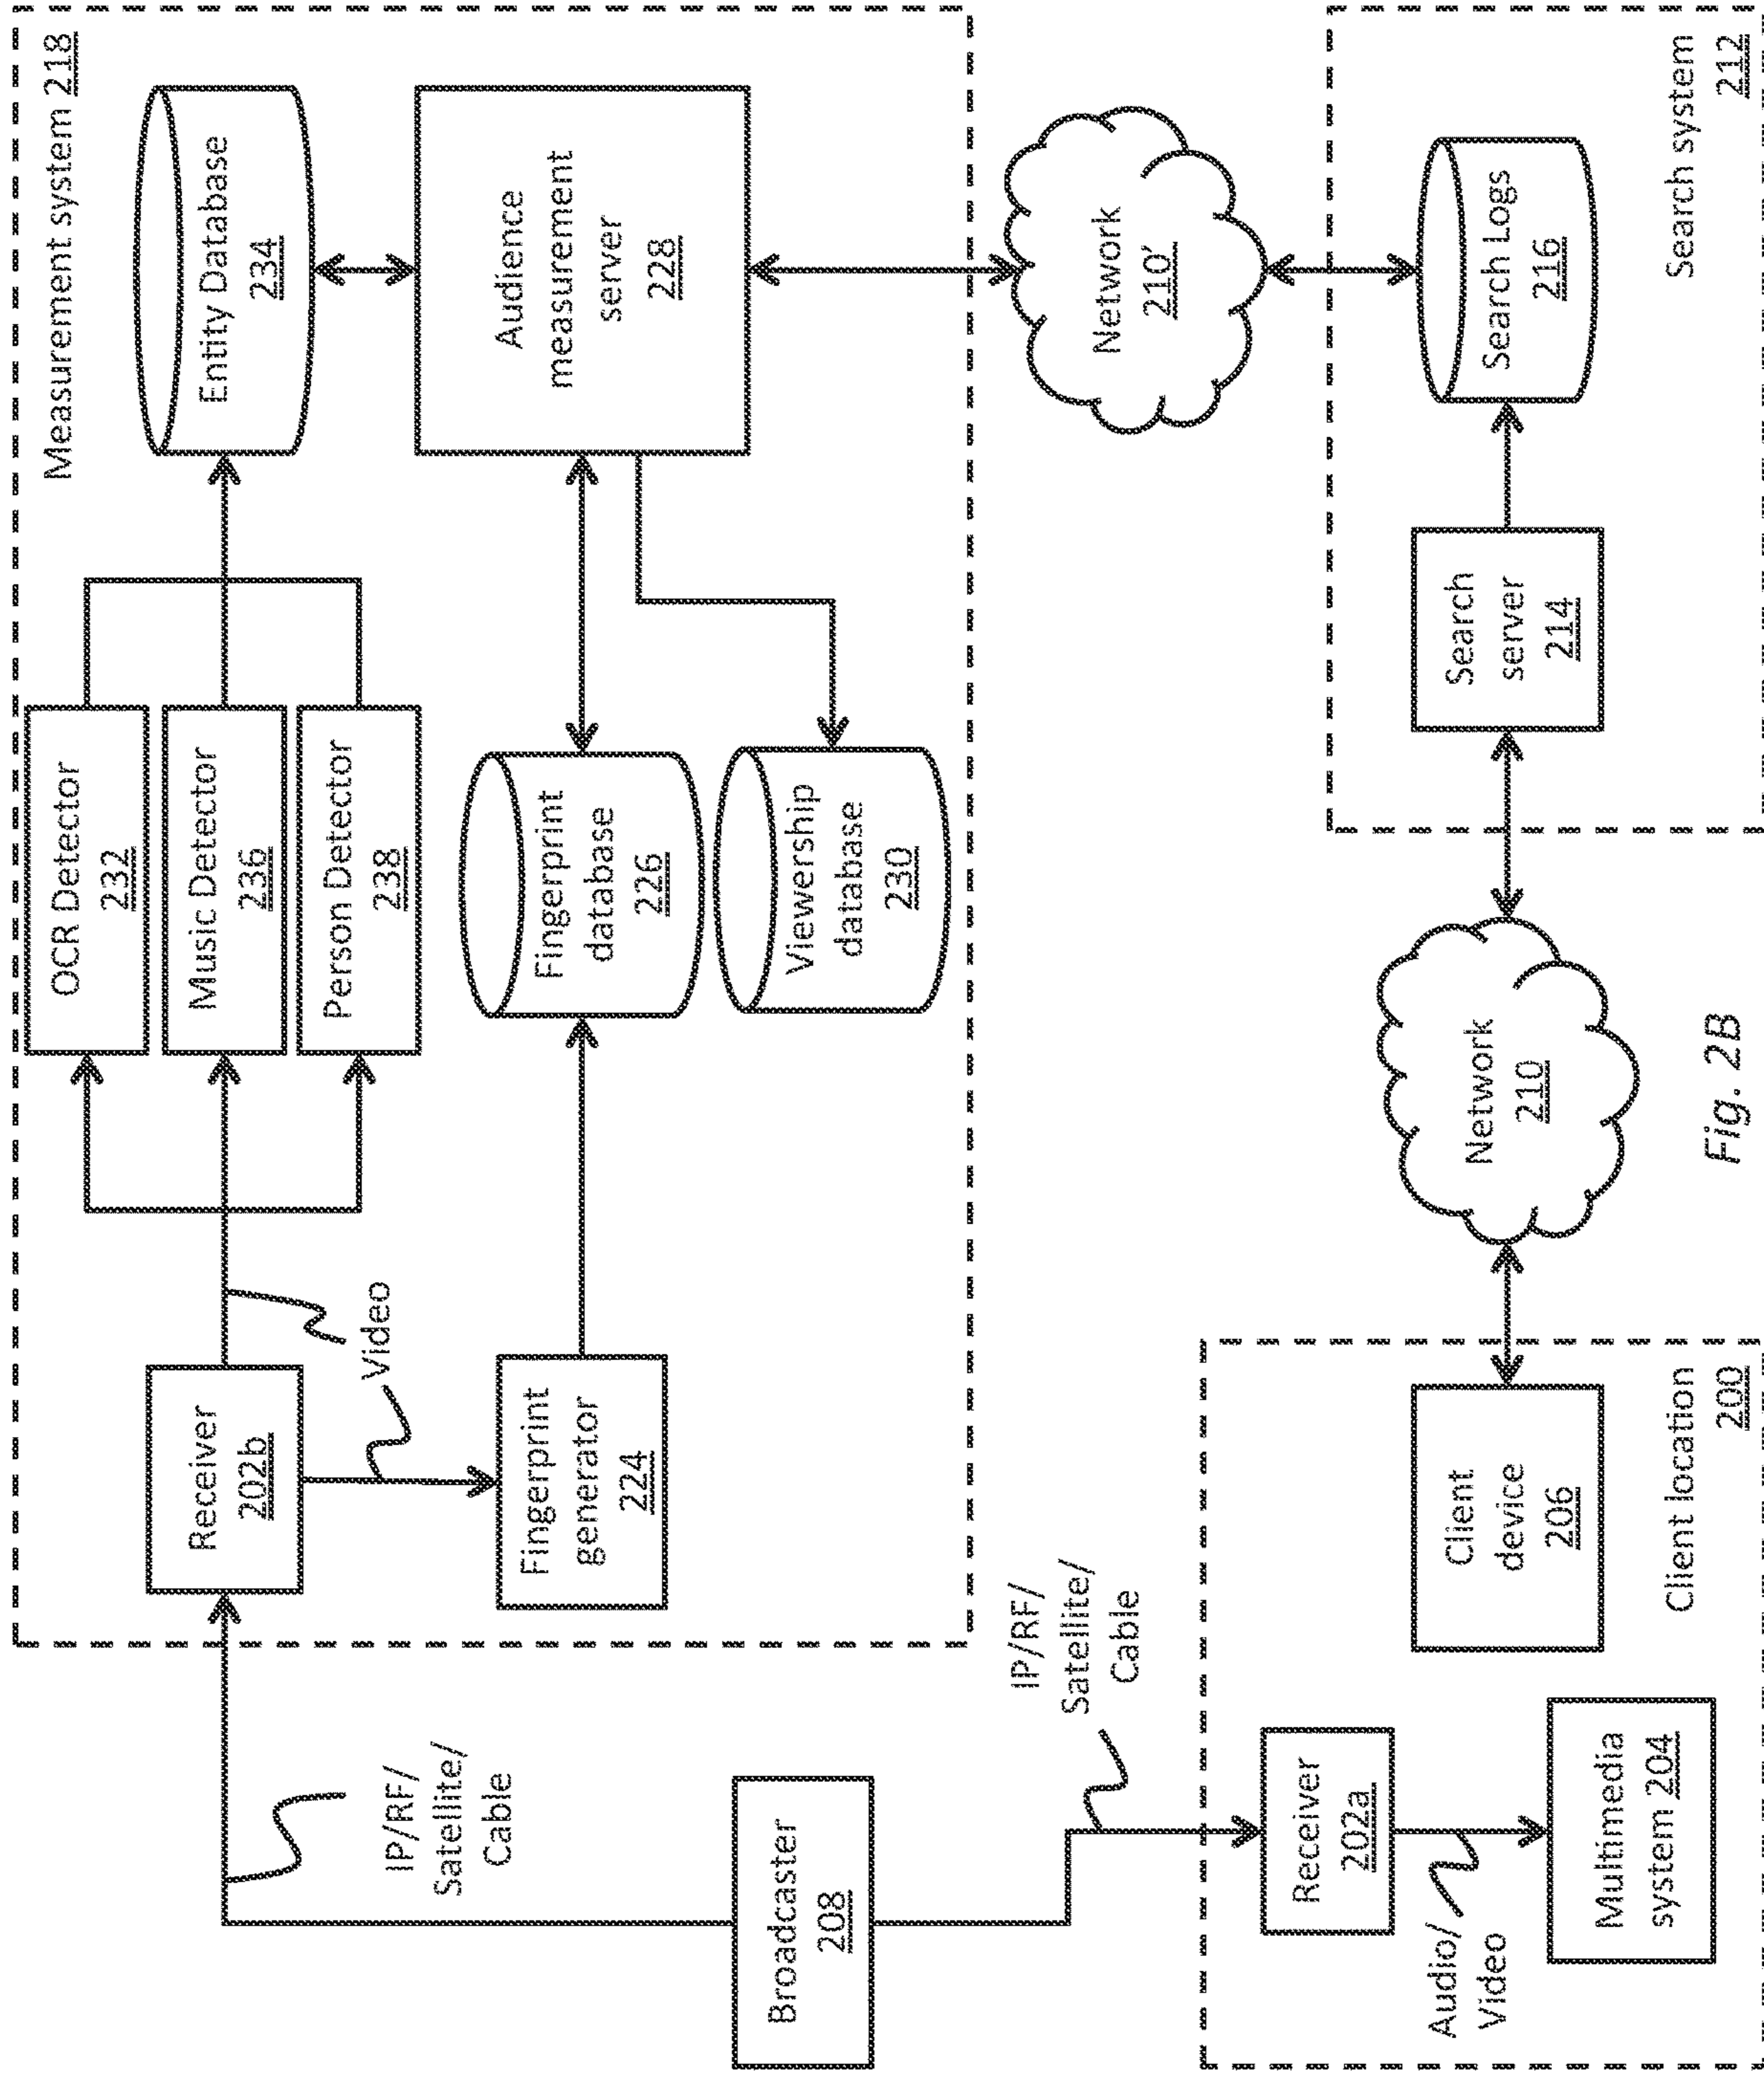 Measurement system 218
OCR Detector
232
Music Detector
236
Person Detector
238
Entity Database
234
Receiver
202b
Video
Fingerprint
generator
224
Fingerprint
database
226
Viewership
database
230
Audience
measurement
server
228
IP/RF/
Satellite/
Cable
Broadcaster
208
IP/RF/
Satellite/
Cable
Network
210'
Receiver
202a
Audio/
Video
Multimedia
system 204
Client
device
206
Client location
200
Network
210
Search
server
214
Search Logs
216
Search system
212
Fig. 2B